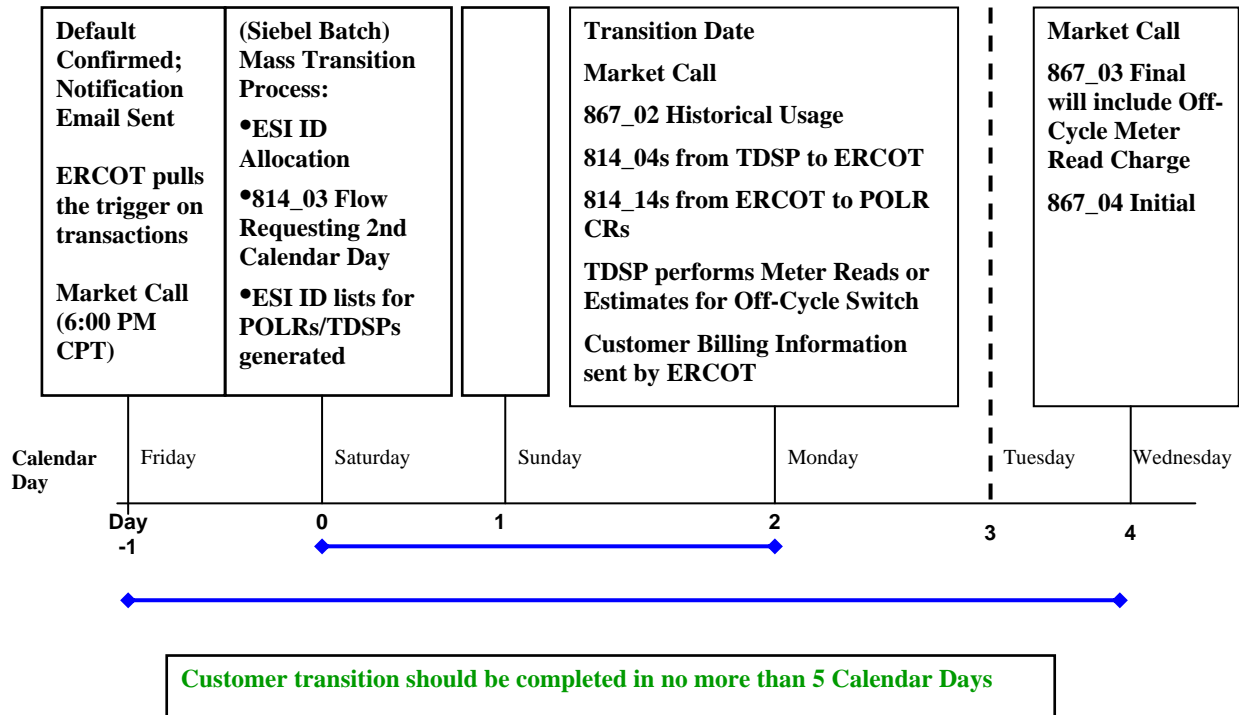 Default
Confirmed;
Notification
Email Sent
ERCOT pulls
the trigger on
transactions
Market Call
(6:00 PM
CPT)
(Siebel Batch)
Mass Transition
Process:
•ESI ID
Allocation
•814_03 Flow
Requesting 2nd
Calendar Day
•ESI ID lists for
POLRs/TDSPs
generated
Transition Date
Market Call
867_02 Historical Usage
814_04s from TDSP to ERCOT
814_14s from ERCOT to POLR
CRs
TDSP performs Meter Reads or
Estimates for Off-Cycle Switch
Customer Billing Information
sent by ERCOT
Market Call
867_03 Final
will include Off-
Cycle Meter
Read Charge
867_04 Initial
Calendar
Day
Friday
Saturday
Sunday
Monday
Tuesday
Wednesday
Day
-1
0
1
2
3
4
Customer transition should be completed in no more than 5 Calendar Days